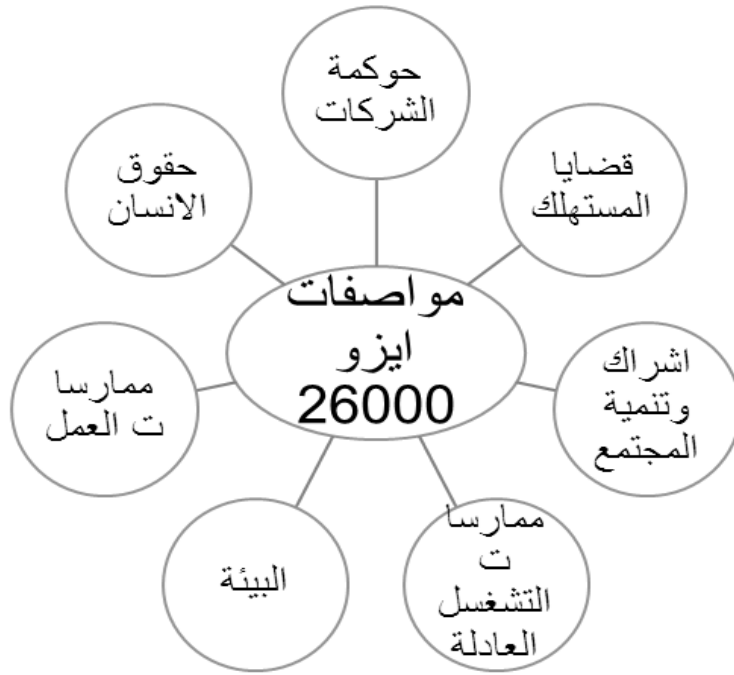 حوكمة
الشركات
قضايا
المستهلك
اشراك
وتنمية
المجتمع
ممارسا
ت
التشغسل
العادلة
البيئة
ممارسا
ت العمل
حقوق
الانسان
مواصفات
ايزو
26000